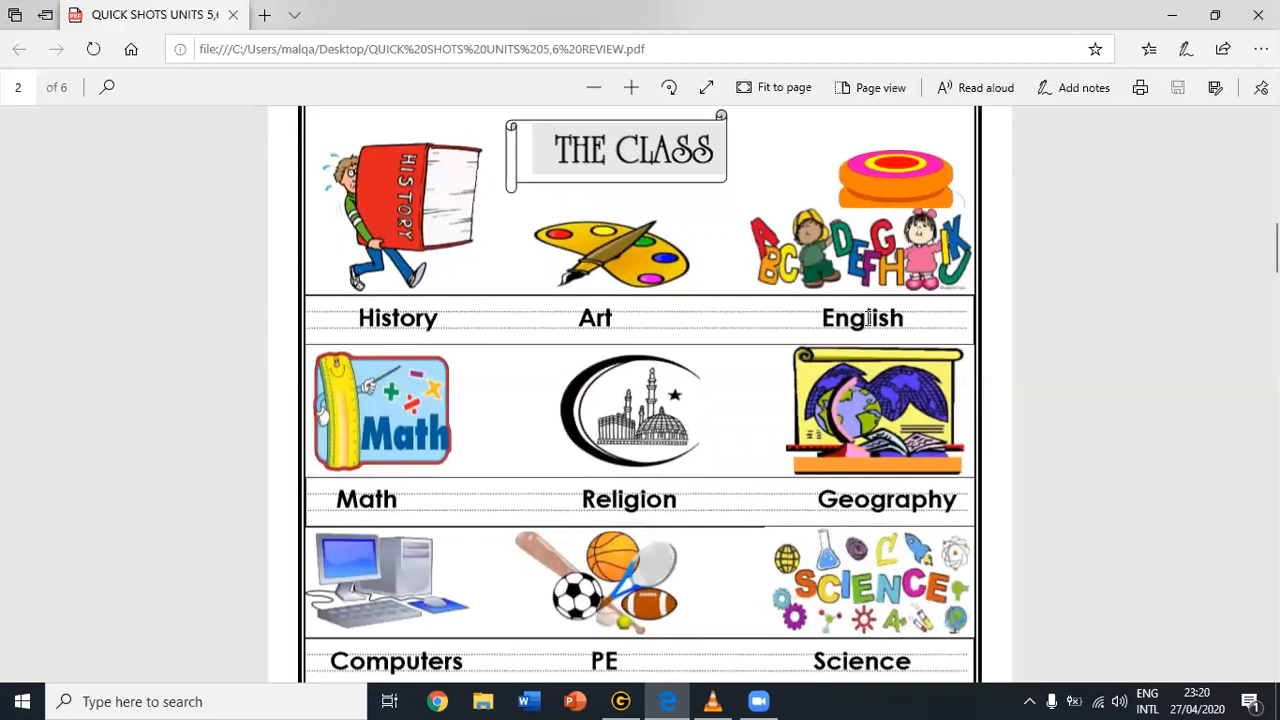 QUICK SHOTS UNITS 5,6
file:///C:/Users/malqa/Desktop/QUICK%20SHOTS%20UNITS%205,6%20REVIEW.pdf
2 of 6
Fit to page
Page view
Read aloud
Add notes
THE CLASS
HISTORY
A B C D E F G H I K J
History Art English
Math
Math Religion Geography
SCIENCE
A+
Computers PE Science
Type here to search
ENG 23:20
INTL 27/04/2020